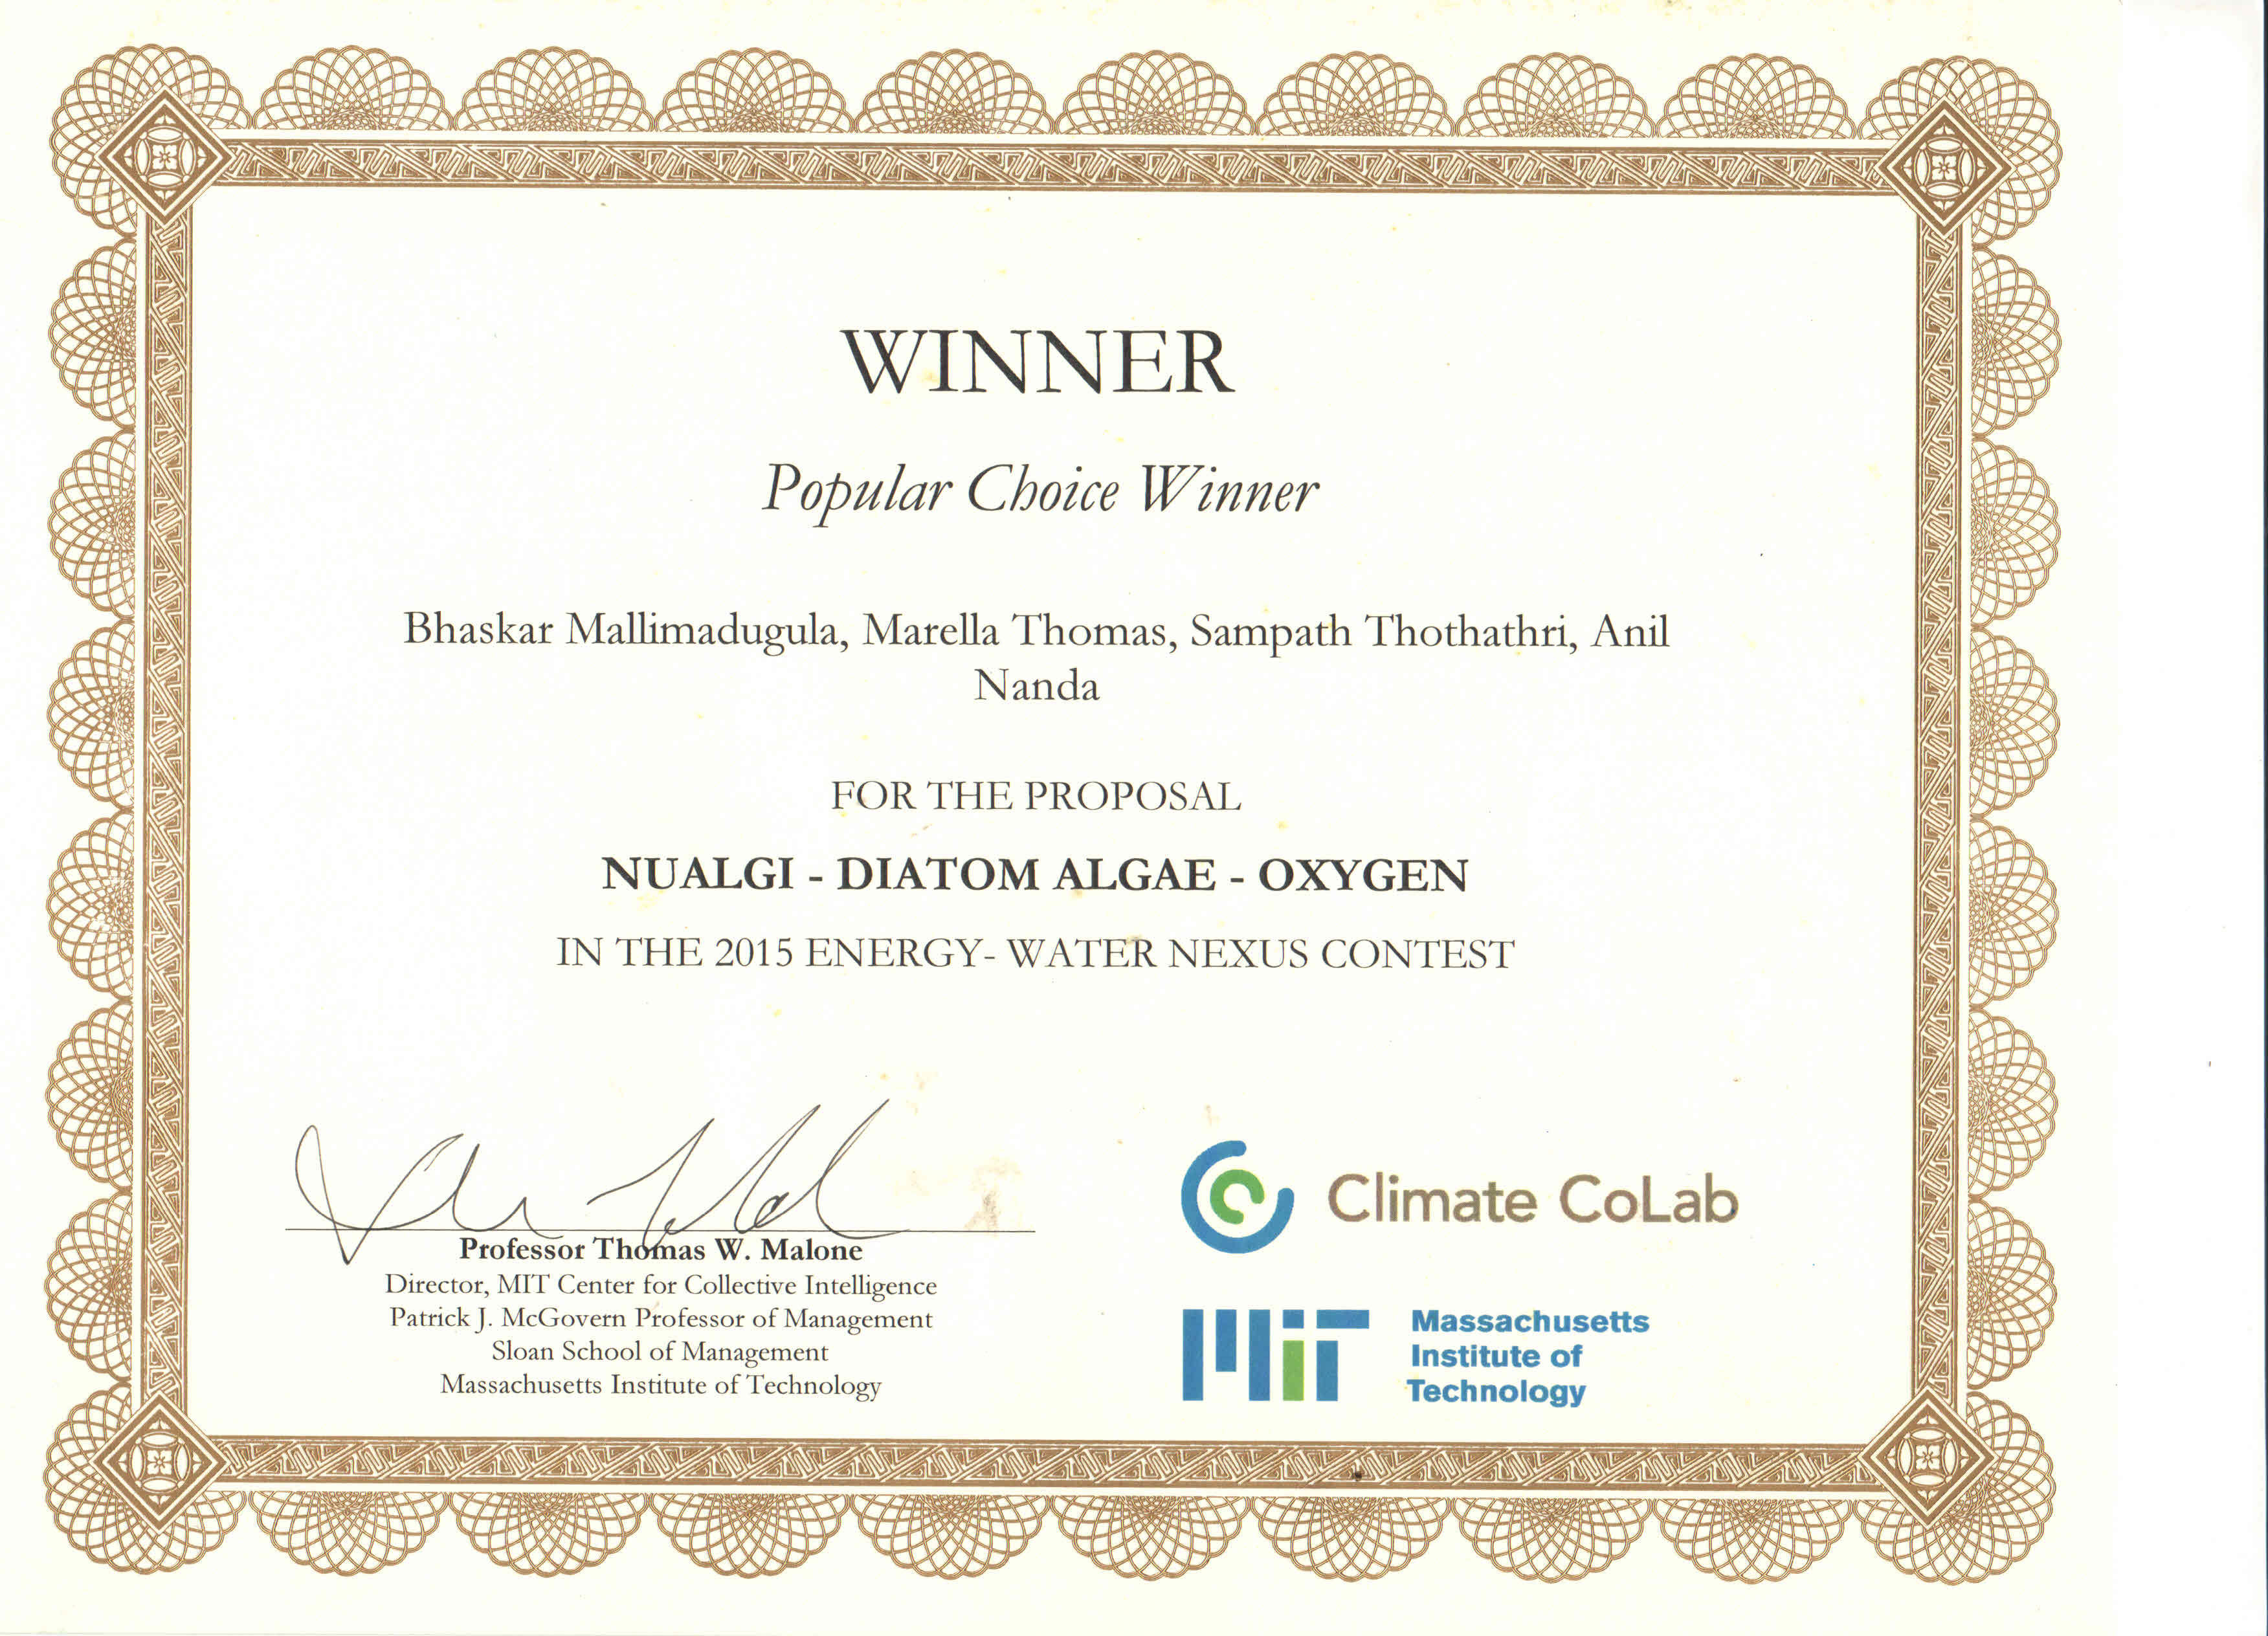 WINNER
Popular Choice Winner
Bhaskar Mallimadugula, Marella Thomas, Sampath Thothathri, Anil
Nanda
FOR THE PROPOSAL
NUALGI - DIATOM ALGAE - OXYGEN
IN THE 2015 ENERGY- WATER NEXUS CONTEST
Professor Thomas W. Malone
Director, MIT Center for Collective Intelligence
Patrick J. McGovern Professor of Management
Sloan School of Management
Massachusetts Institute of Technology
Climate CoLab
MIT
Massachusetts
Institute of
Technology